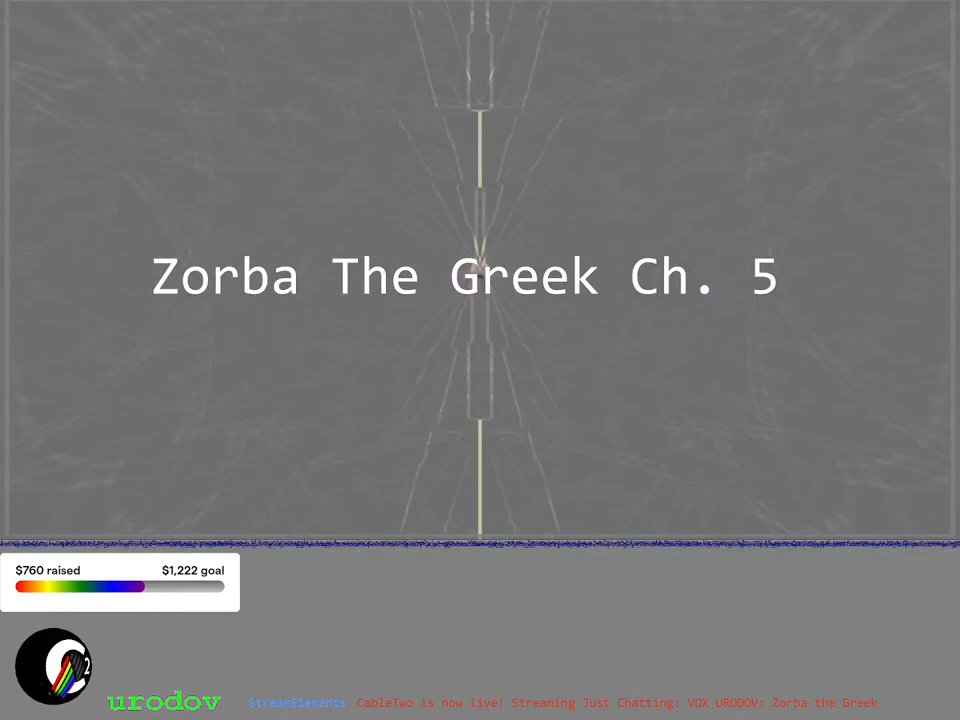 Zorba The Greek Ch. 5
$760 raised $1,222 goal
2
urodov
StreamElements CableTwo is now live! Streaming Just Chatting: VOX URODOV: Zorba the Greek